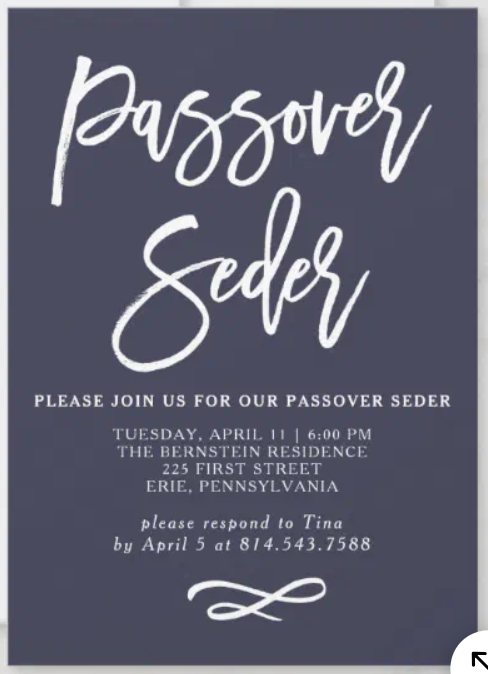 Passover
Seder
PLEASE JOIN US FOR OUR PASSOVER SEDER
TUESDAY, APRIL 11 | 6:00 PM
THE BERNSTEIN RESIDENCE
225 FIRST STREET
ERIE, PENNSYLVANIA
please respond to Tina
by April 5 at 814.543.7588